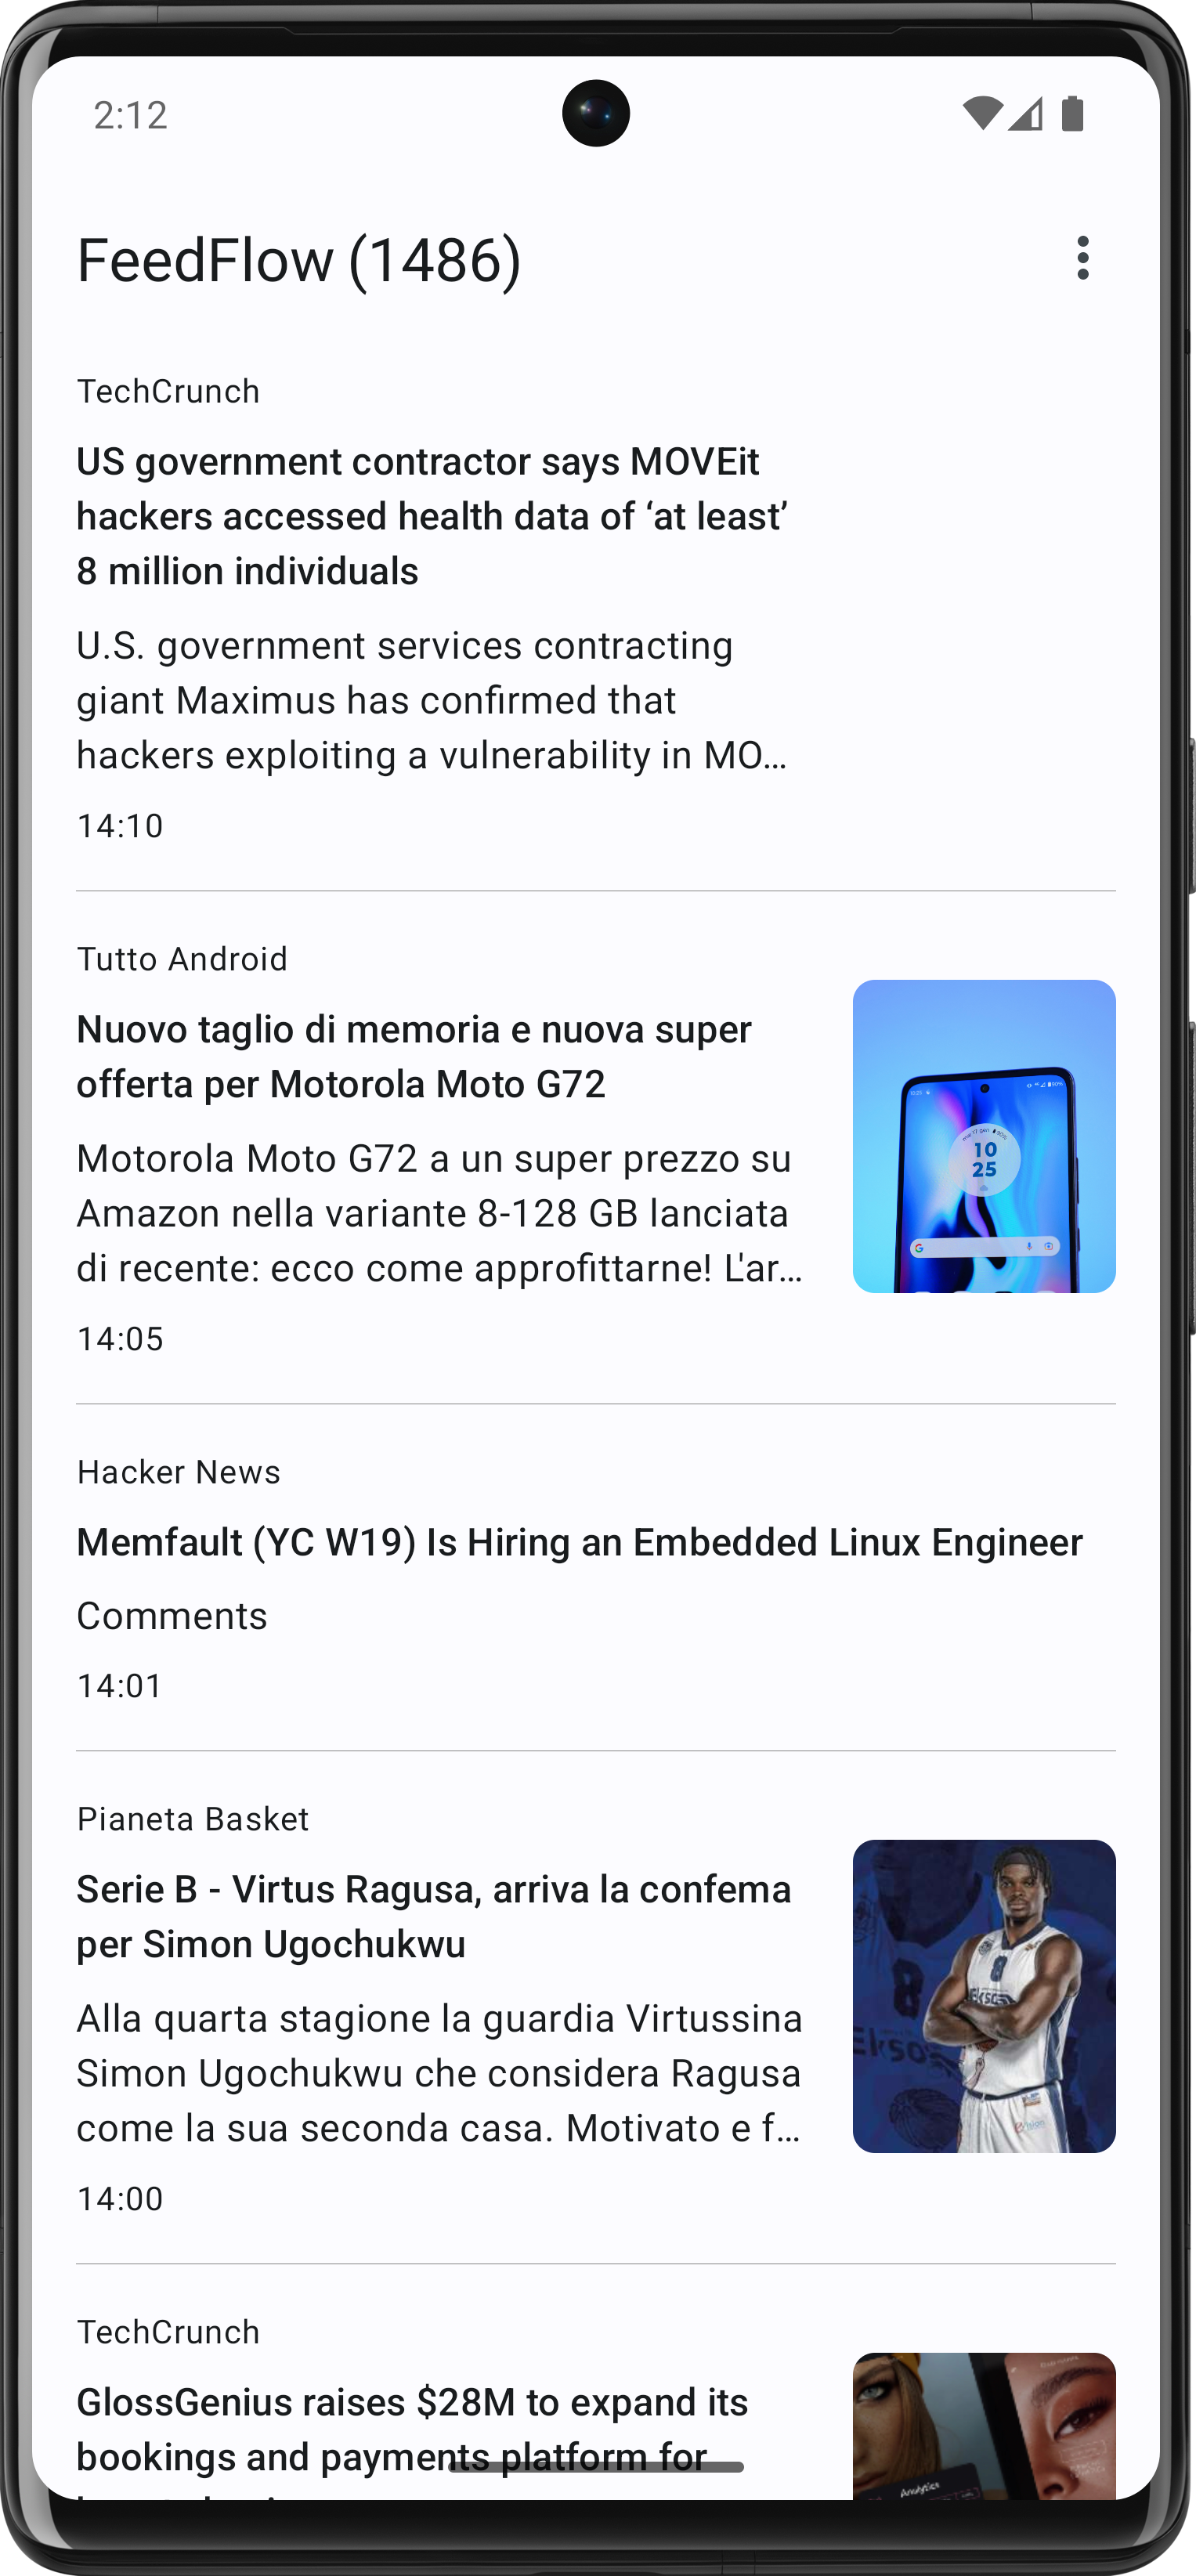 2:12
FeedFlow (1486)
TechCrunch
US government contractor says MOVEit
hackers accessed health data of ‘at least’
8 million individuals
U.S. government services contracting
giant Maximus has confirmed that
hackers exploiting a vulnerability in MO…
14:10
Tutto Android
Nuovo taglio di memoria e nuova super
offerta per Motorola Moto G72
Motorola Moto G72 a un super prezzo su
Amazon nella variante 8-128 GB lanciata
di recente: ecco come approfittarne! L'ar…
14:05
10
25
Hacker News
Memfault (YC W19) Is Hiring an Embedded Linux Engineer
Comments
14:01
Pianeta Basket
Serie B - Virtus Ragusa, arriva la confema
per Simon Ugochukwu
Alla quarta stagione la guardia Virtussina
Simon Ugochukwu che considera Ragusa
come la sua seconda casa. Motivato e f…
14:00
8
TechCrunch
GlossGenius raises $28M to expand its
bookings and payments platform for
Analytics